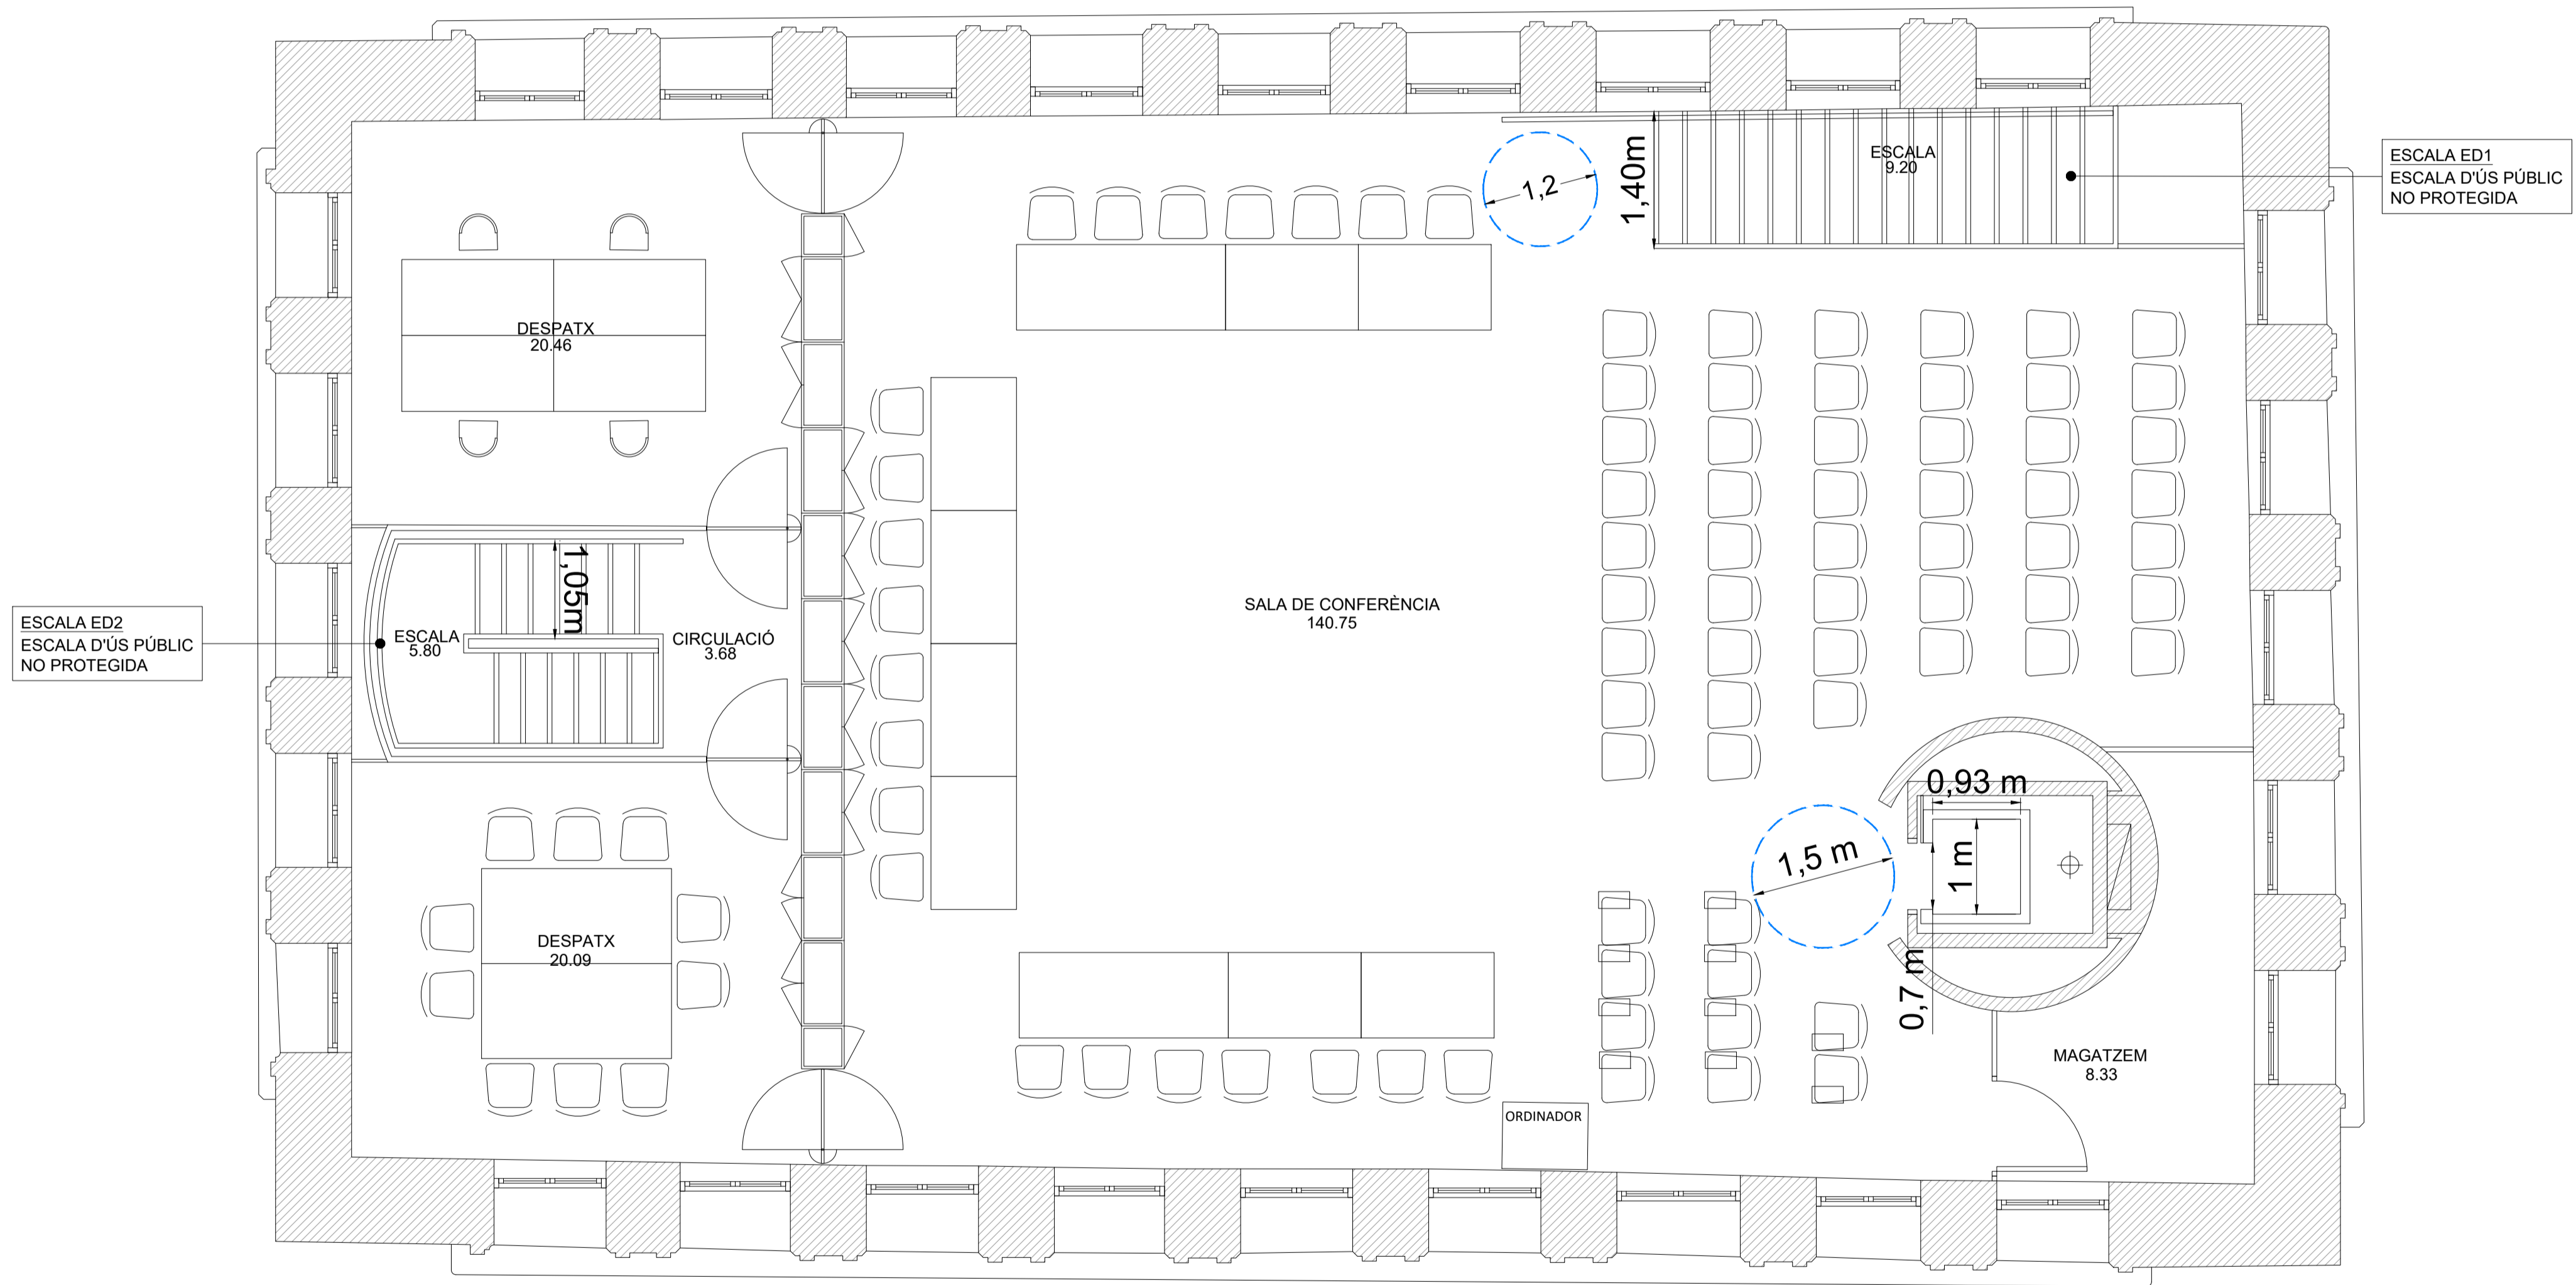 1,2
1,40m
ESCALA
9.20
ESCALA ED1
ESCALA D'ÚS PÚBLIC
NO PROTEGIDA
DESPATX
20.46
1,05m
ESCALA ED2
ESCALA D'ÚS PÚBLIC
NO PROTEGIDA
ESCALA
5.80
CIRCULACIÓ
3.68
SALA DE CONFERÈNCIA
140.75
0,93 m
1,5 m
1 m
0,7 m
DESPATX
20.09
MAGATZEM
8.33
ORDINADOR